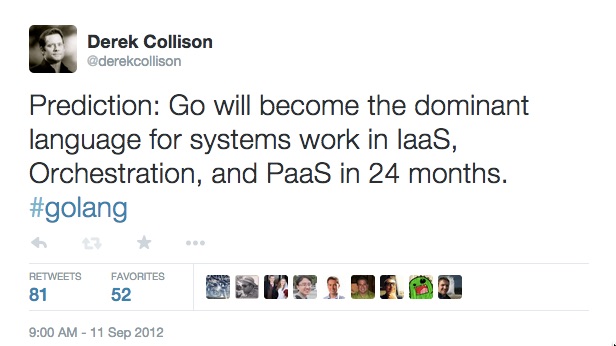 Derek Collison
@derekcollison
Prediction: Go will become the dominant
language for systems work in IaaS,
Orchestration, and PaaS in 24 months.
#golang
RETWEETS
FAVORITES
81
52
9:00 AM - 11 Sep 2012